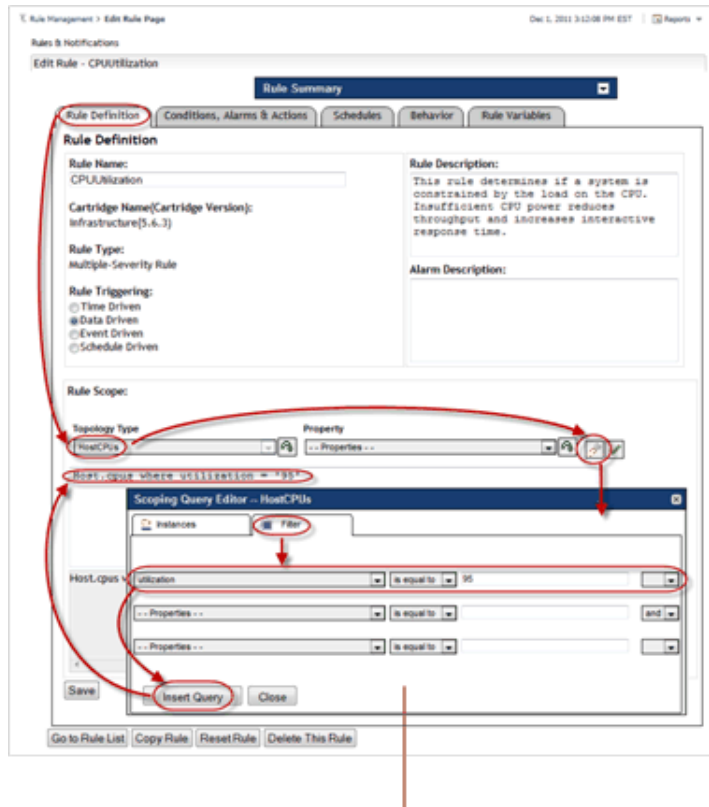 Rule Management > Edit Rule Page
Dec 1, 2011 3:12:08 PM EST
Reports
Rules & Notifications
Edit Rule - CPUUtilization
Rule Summary
Rule Definition
Conditions, Alarms & Actions
Schedules
Behavior
Rule Variables
Rule Definition
Rule Name:
CPUUtilization
Cartridge Name(Cartridge Version):
Infrastructure(5.6.3)
Rule Type:
Multiple-Severity Rule
Rule Triggering:
Time Driven
Data Driven
Event Driven
Schedule Driven
Rule Description:
This rule determines if a system is
constrained by the load on the CPU.
Insufficient CPU power reduces
throughput and increases interactive
response time.
Alarm Description:
Rule Scope:
Topology Type
Property
HostCPUs
-- Properties --
Host.cpus where utilization = '95'
Scoping Query Editor -- HostCPUs
Instances
Filter
Host.cpus w
utilization
is equal to
95
-- Properties --
is equal to
and
-- Properties --
is equal to
Save
Insert Query
Close
Go to Rule List
Copy Rule
Reset Rule
Delete This Rule